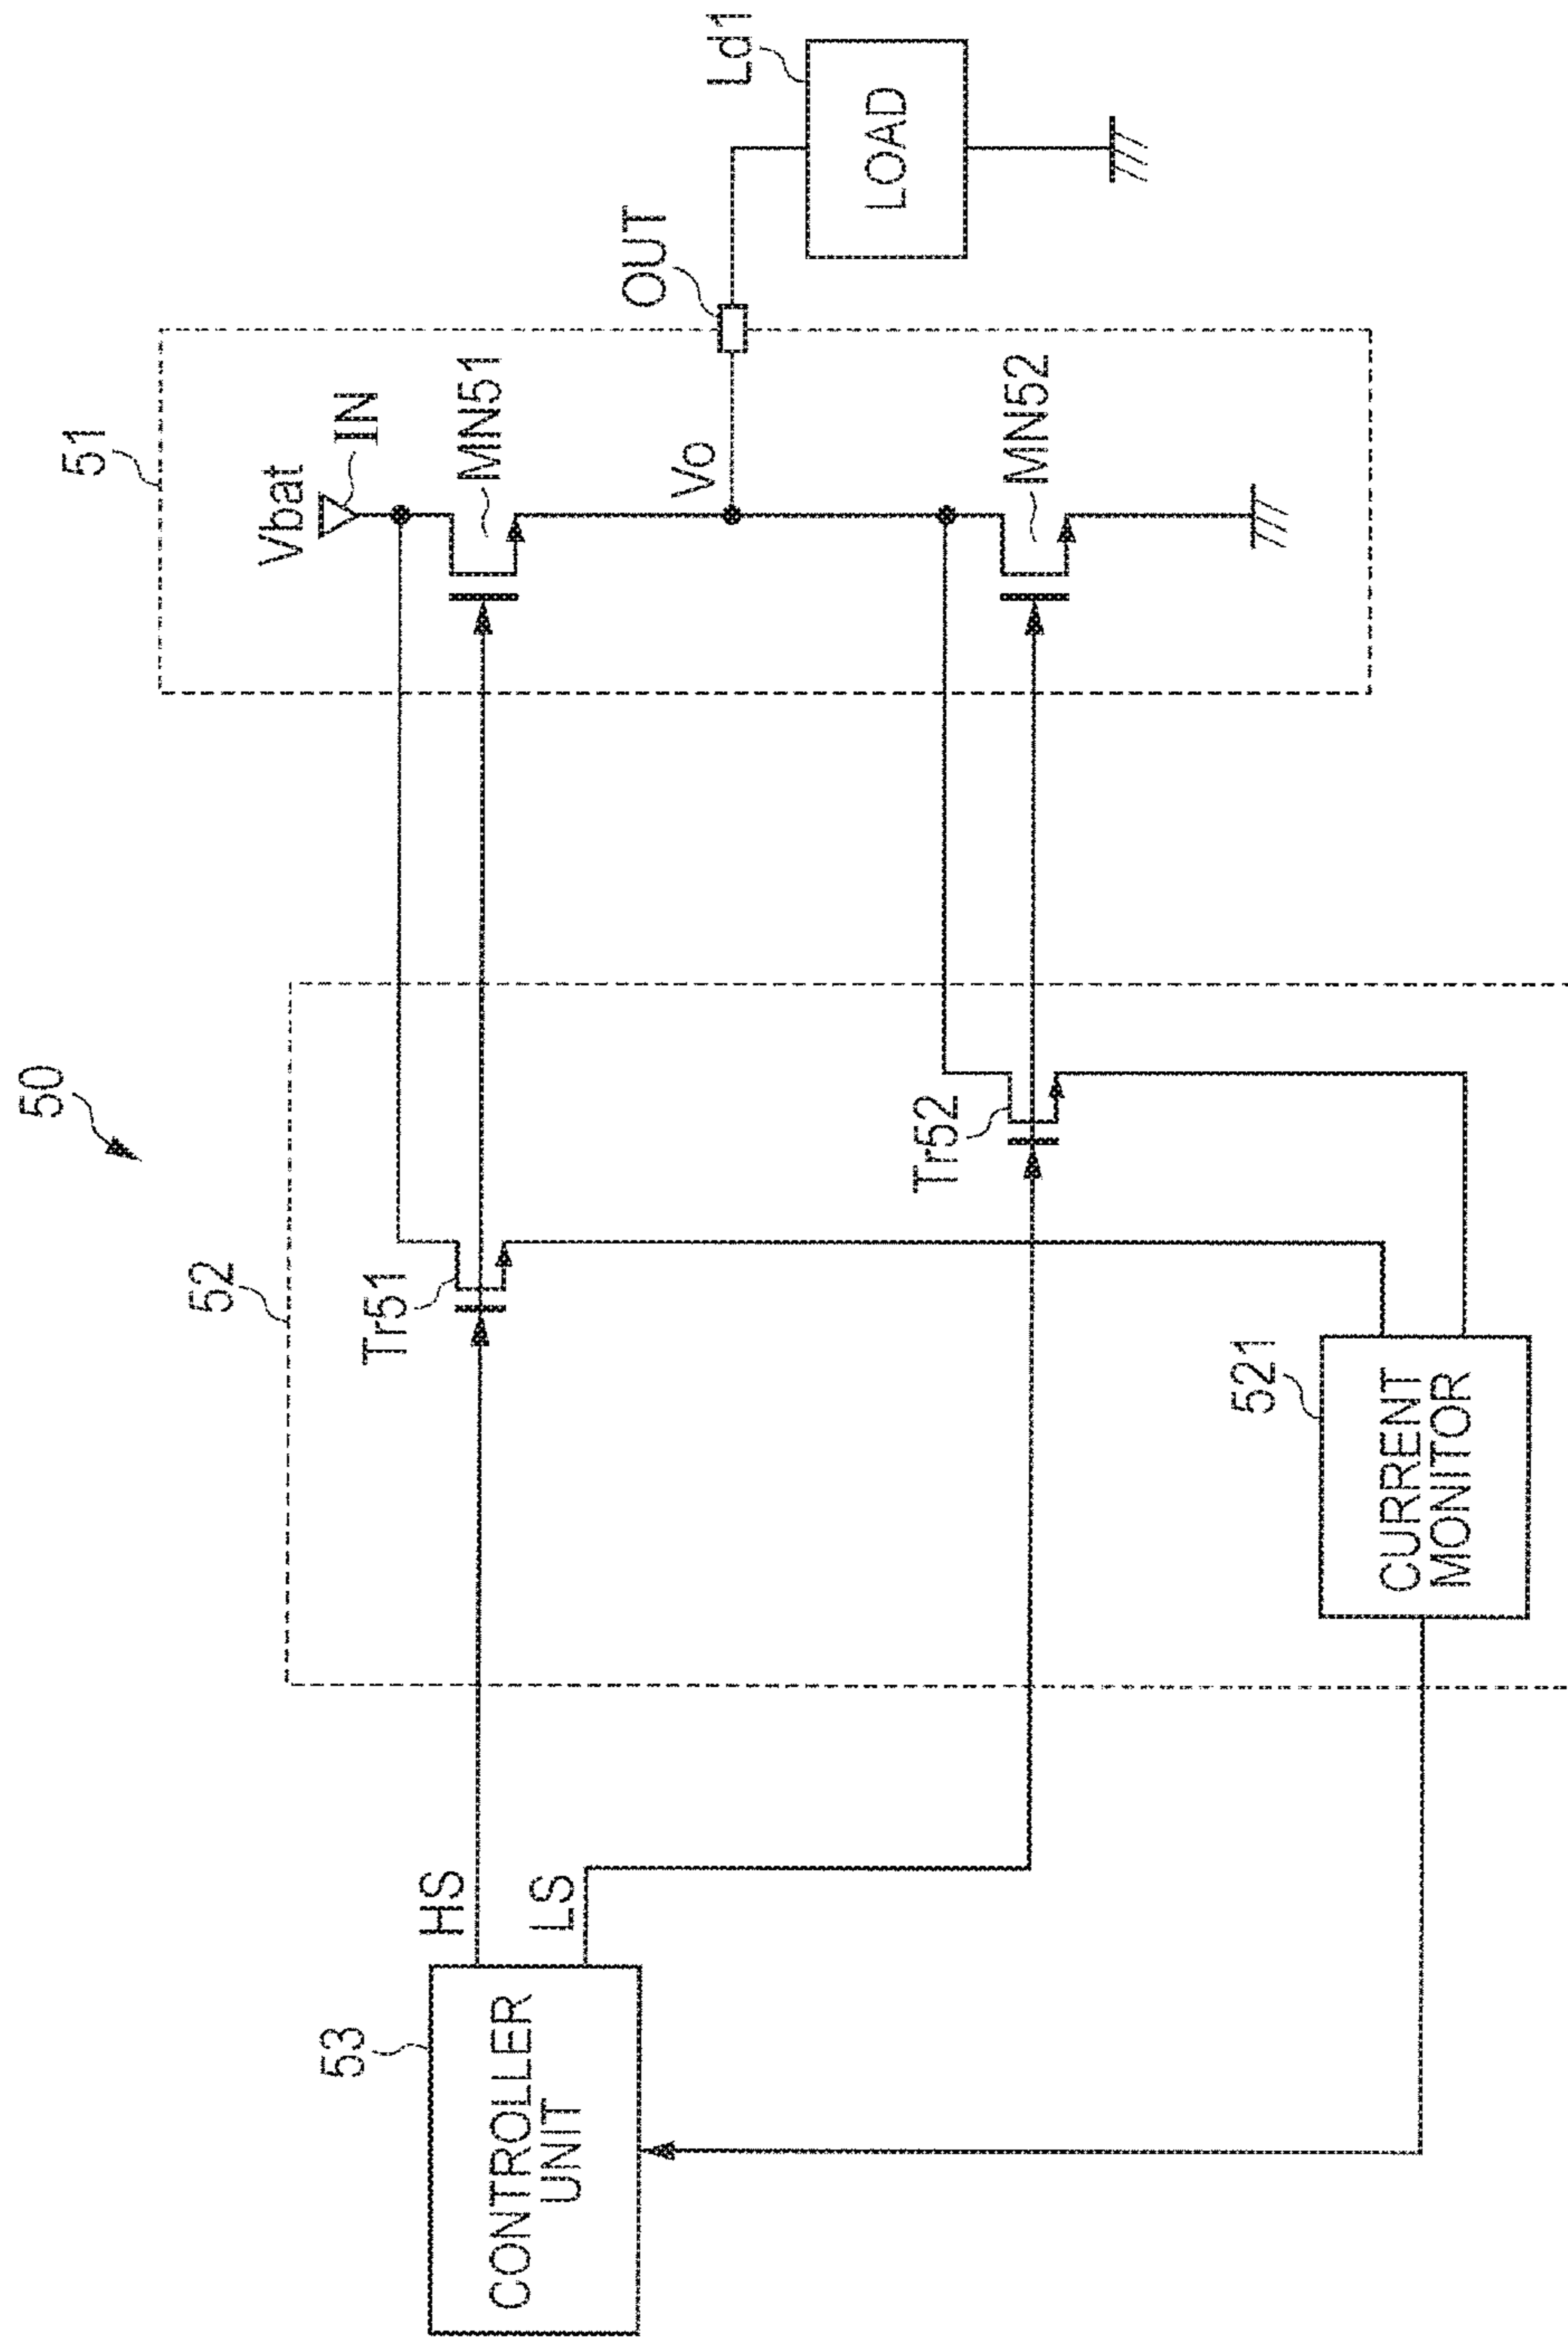 50
53
CONTROLLER
UNIT
HS
LS
52
Tr51
Tr52
521
CURRENT
MONITOR
51
Vbat
IN
MN51
Vo
MN52
OUT
Ld1
LOAD